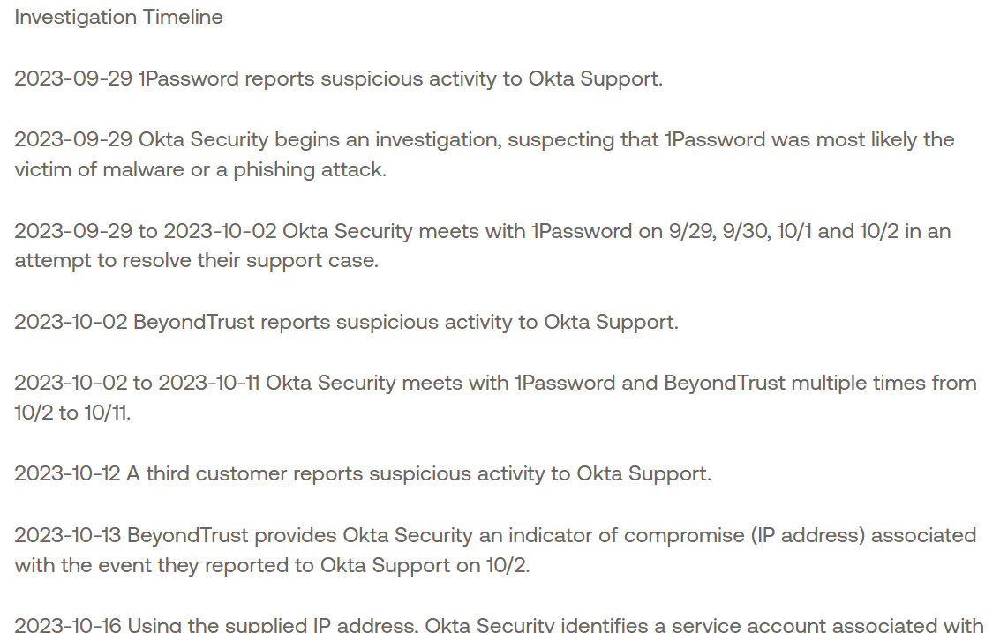 Investigation Timeline
2023-09-29 1Password reports suspicious activity to Okta Support.
2023-09-29 Okta Security begins an investigation, suspecting that 1Password was most likely the
victim of malware or a phishing attack.
2023-09-29 to 2023-10-02 Okta Security meets with 1Password on 9/29, 9/30, 10/1 and 10/2 in an
attempt to resolve their support case.
2023-10-02 BeyondTrust reports suspicious activity to Okta Support.
2023-10-02 to 2023-10-11 Okta Security meets with 1Password and BeyondTrust multiple times from
10/2 to 10/11.
2023-10-12 A third customer reports suspicious activity to Okta Support.
2023-10-13 BeyondTrust provides Okta Security an indicator of compromise (IP address) associated
with the event they reported to Okta Support on 10/2.
2023-10-16 Using the supplied IP address, Okta Security identifies a service account associated with